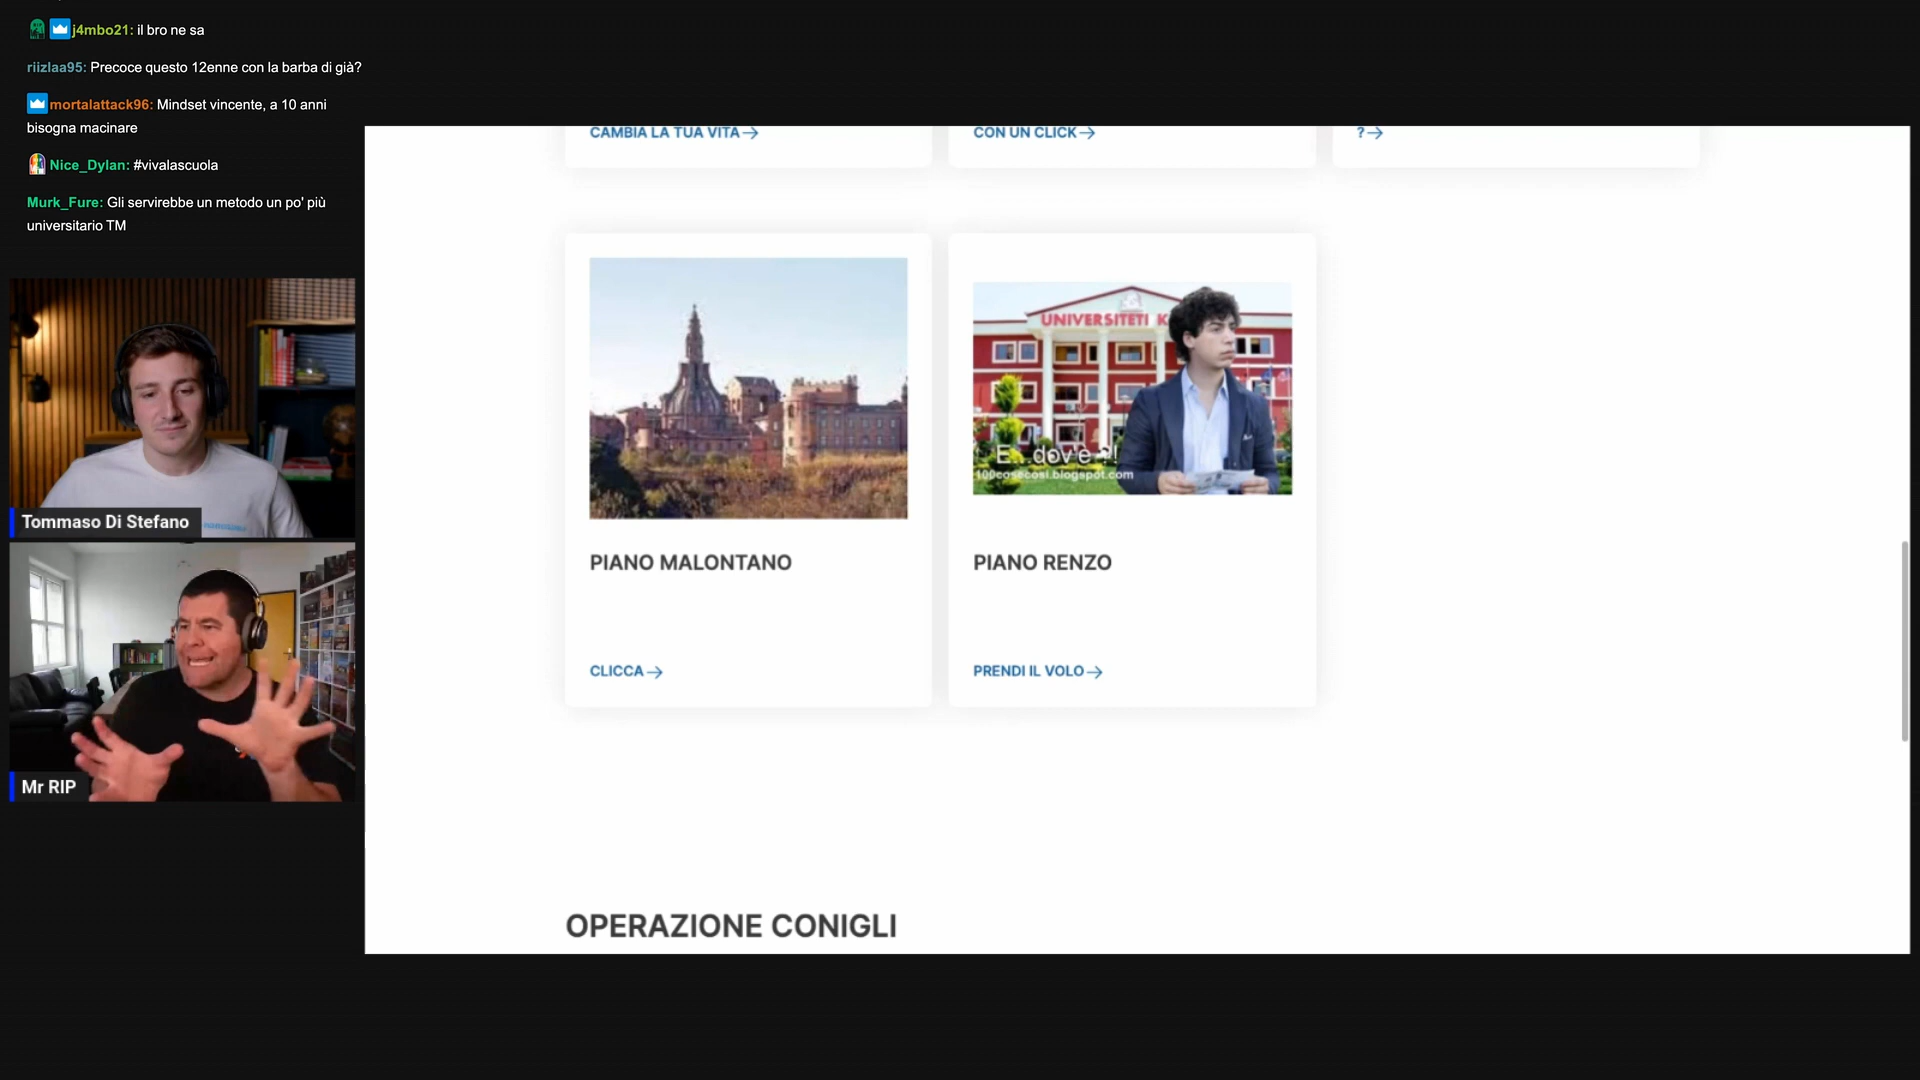 j4mbo21: il bro ne sa
riizlaa95: Precoce questo 12enne con la barba di già?
mortalattack96: Mindset vincente, a 10 anni
bisogna macinare
Nice_Dylan: #vivalascuola
Murk_Fure: Gli servirebbe un metodo un po' più
universitario TM
Tommaso Di Stefano
Mr RIP
CAMBIA LA TUA VITA→
CON UN CLICK→
?→
UNIVERSITETI K
E...dov'e ?!
100cosecosi.blogspot.com
PIANO MALONTANO
PIANO RENZO
CLICCA→
PRENDI IL VOLO→
OPERAZIONE CONIGLI